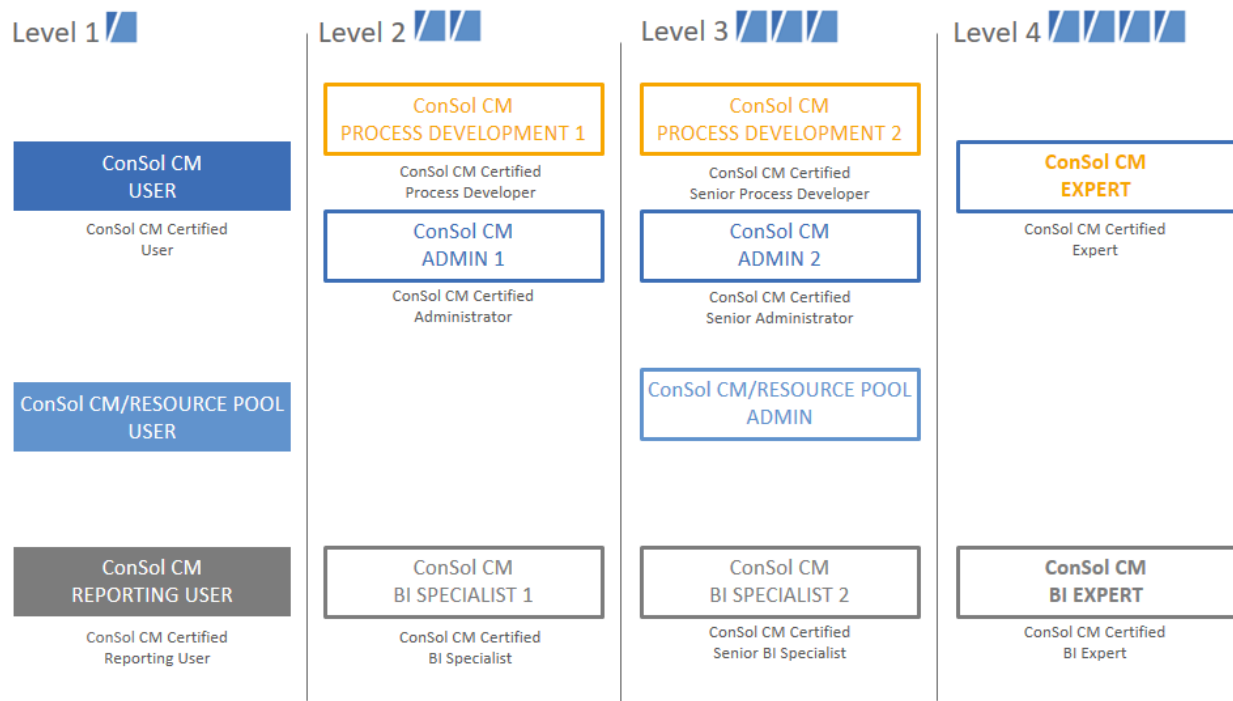 Level 1
ConSol CM
USER
ConSol CM Certified
User
ConSol CM/RESOURCE POOL
USER
ConSol CM
REPORTING USER
ConSol CM Certified
Reporting User
Level 2
ConSol CM
PROCESS DEVELOPMENT 1
ConSol CM Certified
Process Developer
ConSol CM
ADMIN 1
ConSol CM Certified
Administrator
ConSol CM
BI SPECIALIST 1
ConSol CM Certified
BI Specialist
Level 3
ConSol CM
PROCESS DEVELOPMENT 2
ConSol CM Certified
Senior Process Developer
ConSol CM
ADMIN 2
ConSol CM Certified
Senior Administrator
ConSol CM/RESOURCE POOL
ADMIN
ConSol CM
BI SPECIALIST 2
ConSol CM Certified
Senior BI Specialist
Level 4
ConSol CM
EXPERT
ConSol CM Certified
Expert
ConSol CM
BI EXPERT
ConSol CM Certified
BI Expert